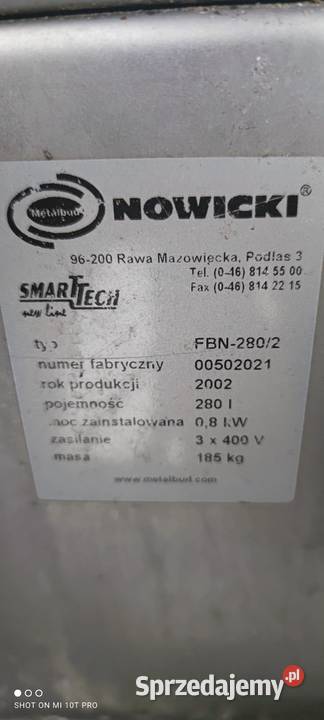 Metalbud NOWICKI®
96-200 Rawa Mazowiecka, Podlas 3
Tel. (0-46) 814 55 00
Fax (0-46) 814 22 15
SMARTTECH
new line
typ FBN-280/2
numer fabryczny 00502021
rok produkcji 2002
pojemność 280 l
moc zainstalowana 0,8 kW
zasilanie 3 x 400 V
masa 185 kg
www.metalbud.com
SHOT ON MI 10T PRO
Sprzedajemy.pl